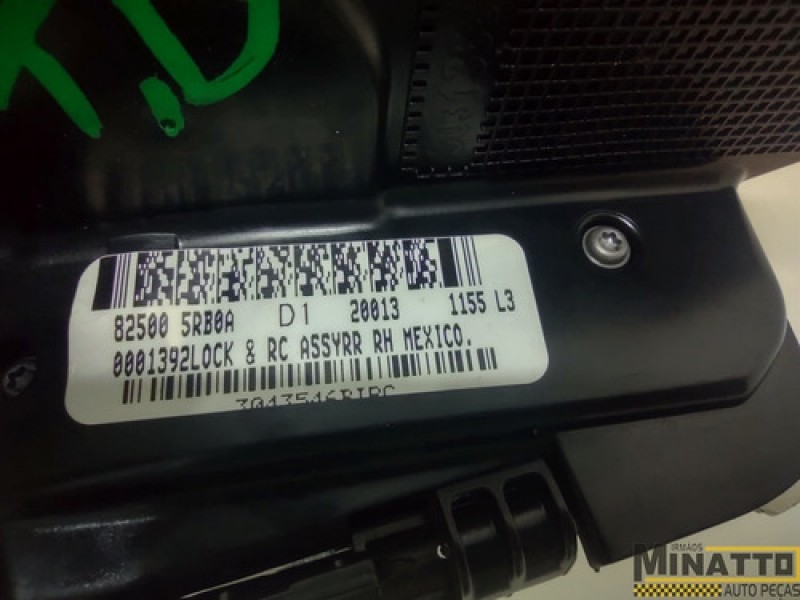 T.D
82500 5RB0A D1 20013 1155 L3
0001392LOCK & RC ASSYRR RH MEXICO.
IRMÃOS
MINATTO
AUTO PEÇAS